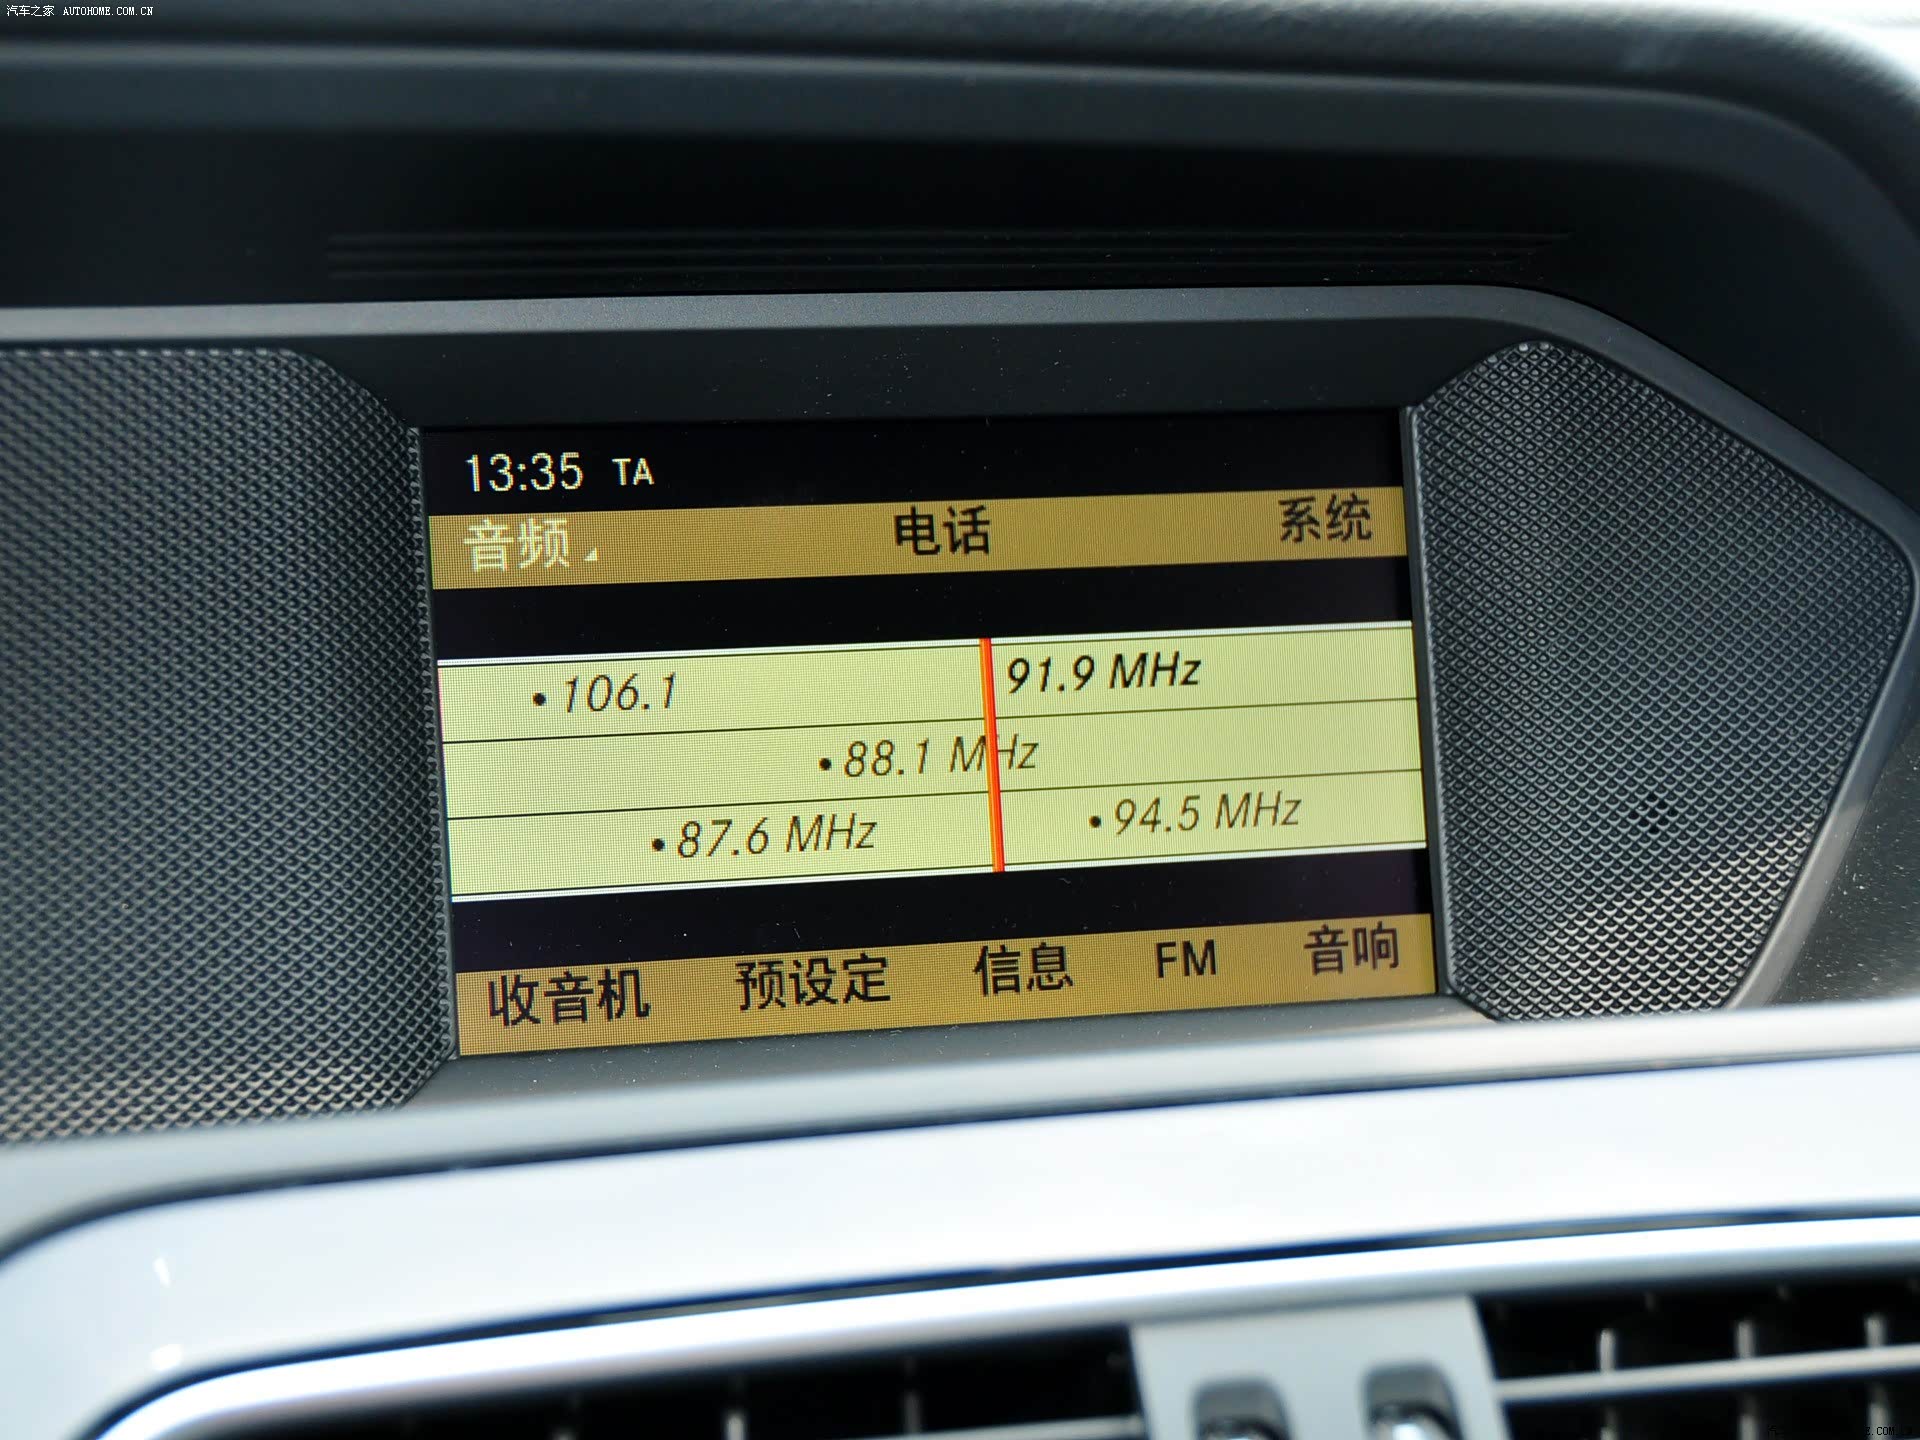 汽车之家 AUTOHOME.COM.CN
13:35 TA
音频 电话 系统
•106.1 91.9 MHz
•88.1 MHz
•87.6 MHz •94.5 MHz
收音机 预设定 信息 FM 音响